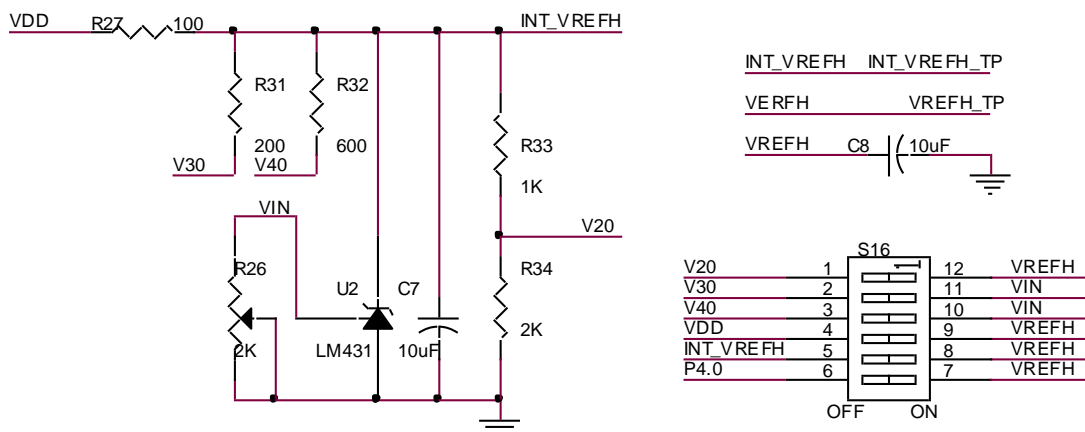 VDD
R27
100
INT_VREFH
R31
200
R32
600
V30
V40
R33
1K
VIN
V20
R26
2K
U2
LM431
C7
10uF
R34
2K
INT_VREFH INT_VREFH_TP
VERFH VREFH_TP
VREFH C8 10uF
S16
V20 1 12 VREFH
V30 2 11 VIN
V40 3 10 VIN
VDD 4 9 VREFH
INT_VREFH 5 8 VREFH
P4.0 6 7 VREFH
OFF ON